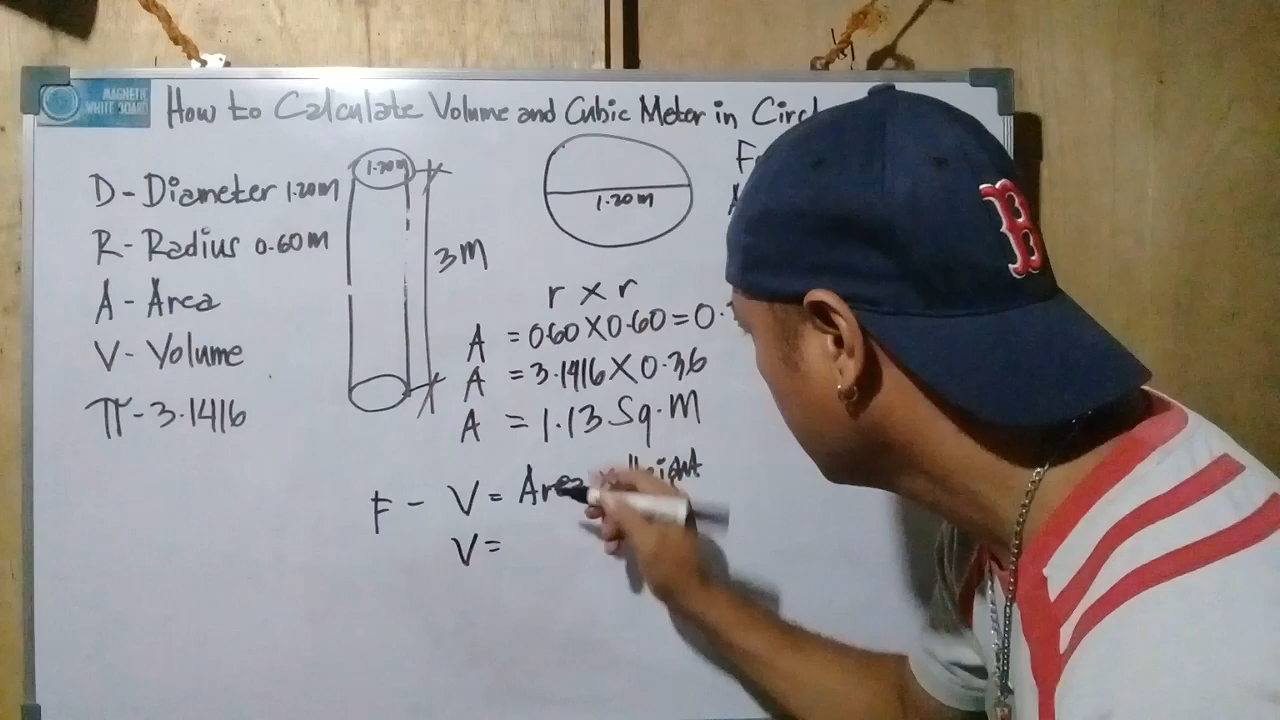 MAGNETIC
WHITE BOARD
How to Calculate Volume and Cubic Meter in Circ
D - Diameter 1.20m
R - Radius 0.60m
A - Area
V - Volume
π - 3.1416
1.20m
3m
1.20m
F
r x r
A = 0.60 X 0.60 = 0.
A = 3.1416 X 0.36
A = 1.13 Sq.M
F - V = Area x Height
V =
B